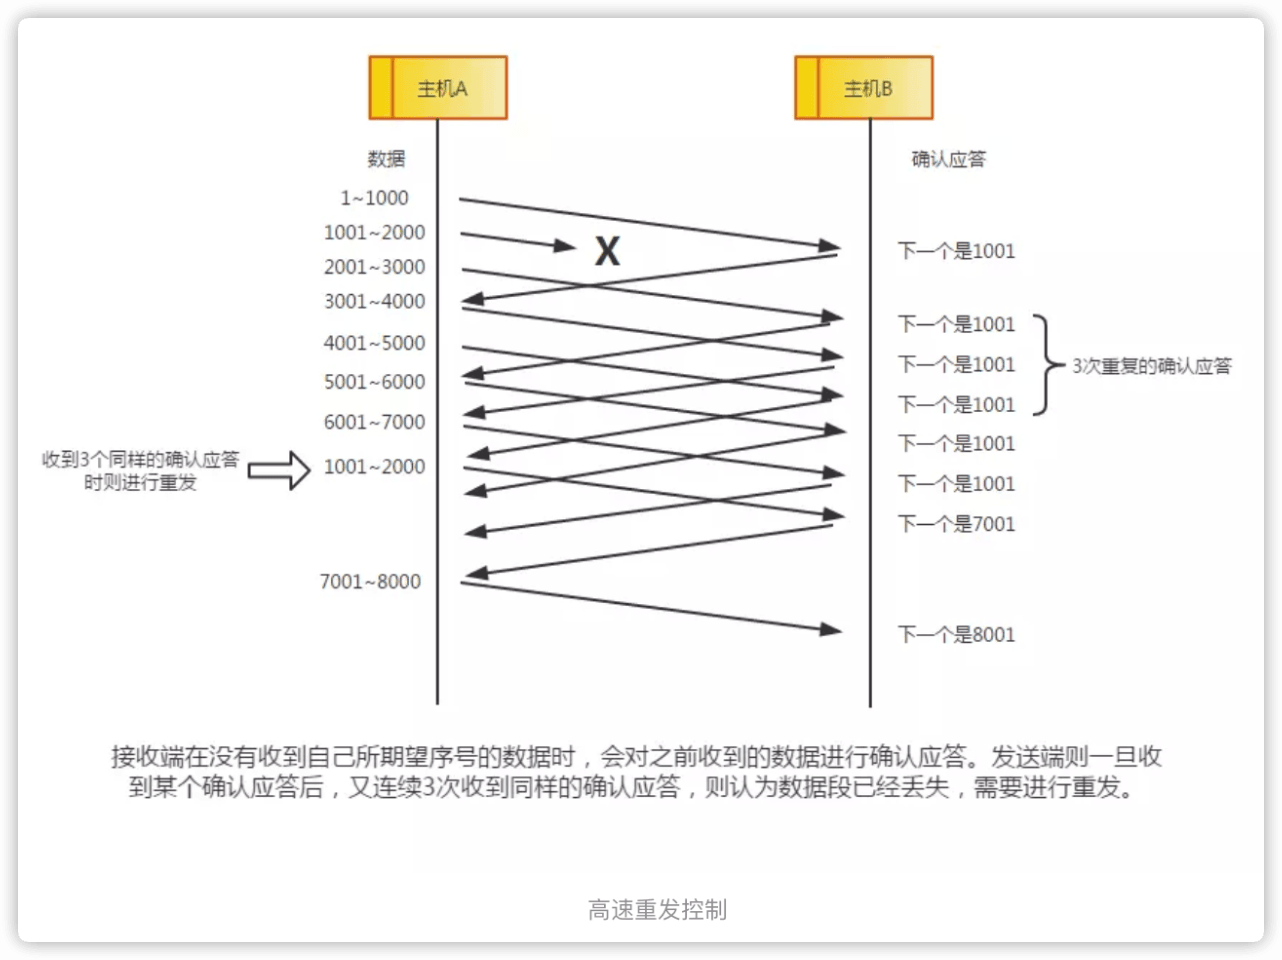 主机A
主机B
数据
确认应答
1~1000
1001~2000
X
下一个是1001
2001~3000
3001~4000
下一个是1001
4001~5000
下一个是1001
3次重复的确认应答
5001~6000
下一个是1001
6001~7000
下一个是1001
收到3个同样的确认应答
时则进行重发
1001~2000
下一个是1001
下一个是7001
7001~8000
下一个是8001
接收端在没有收到自己所期望序号的数据时，会对之前收到的数据进行确认应答。发送端则一旦收
到某个确认应答后，又连续3次收到同样的确认应答，则认为数据段已经丢失，需要进行重发。
高速重发控制